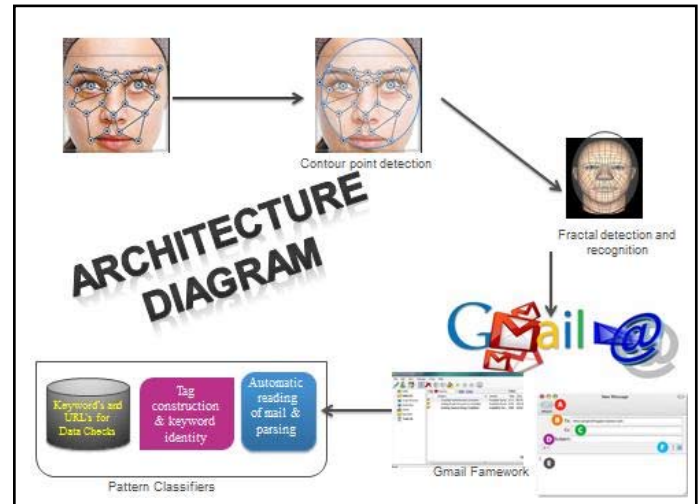 Contour point detection
Fractal detection and
recognition
ARCHITECTURE
DIAGRAM
Gmail
Keyword's and
URL's for
Data Checks
Tag
construction
& keyword
identity
Automatic
reading
of mail &
parsing
Pattern Classifiers
Gmail Famework
New Message
A
B
To
C
D
E
F